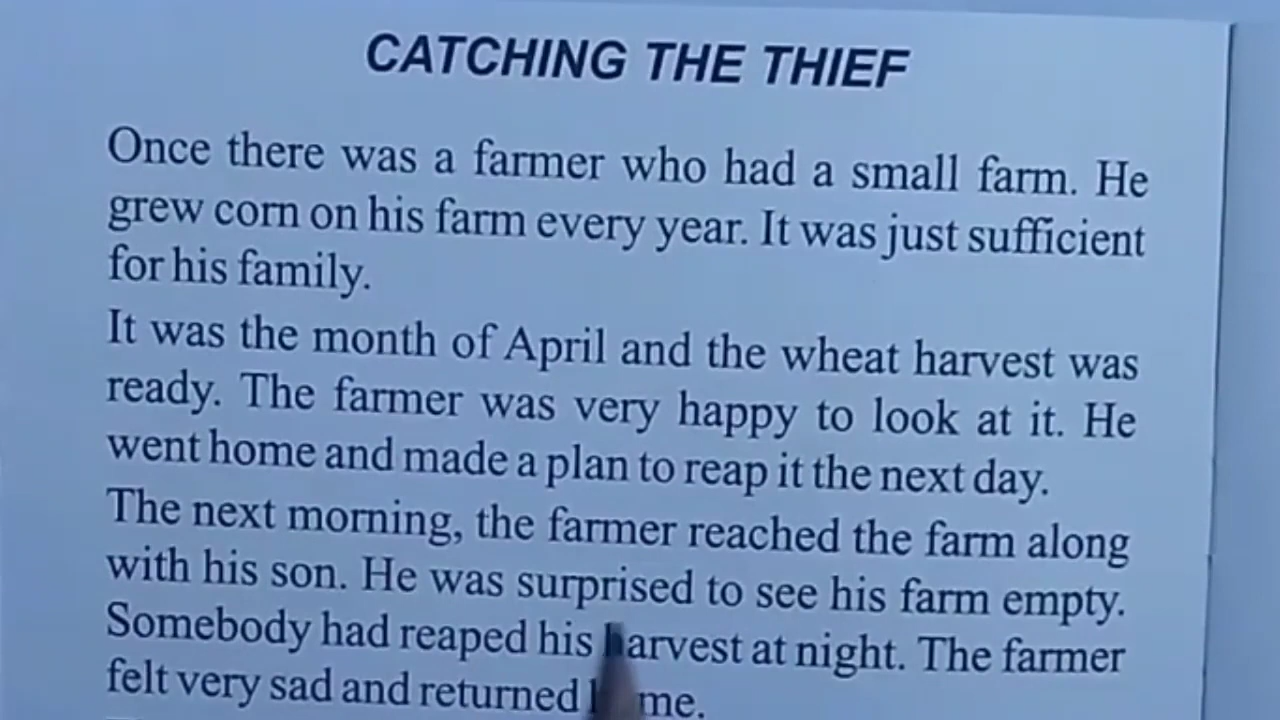 CATCHING THE THIEF
Once there was a farmer who had a small farm. He
grew corn on his farm every year. It was just sufficient
for his family.
It was the month of April and the wheat harvest was
ready. The farmer was very happy to look at it. He
went home and made a plan to reap it the next day.
The next morning, the farmer reached the farm along
with his son. He was surprised to see his farm empty.
Somebody had reaped his harvest at night. The farmer
felt very sad and returned home.